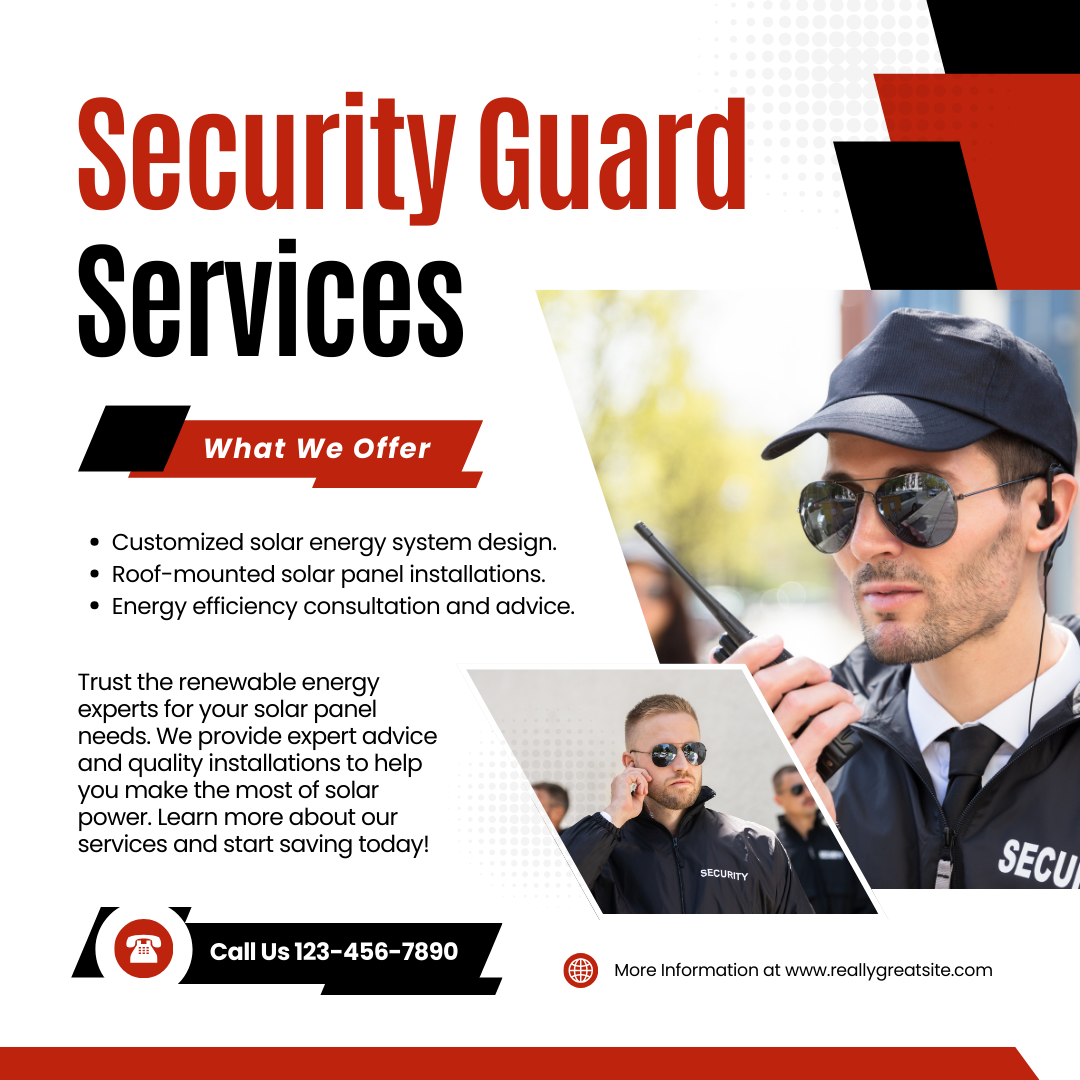 Security Guard
Services
What We Offer
• Customized solar energy system design.
• Roof-mounted solar panel installations.
• Energy efficiency consultation and advice.
Trust the renewable energy
experts for your solar panel
needs. We provide expert advice
and quality installations to help
you make the most of solar
power. Learn more about our
services and start saving today!
SECURITY
SECU
Call Us 123-456-7890
More Information at www.reallygreatsite.com